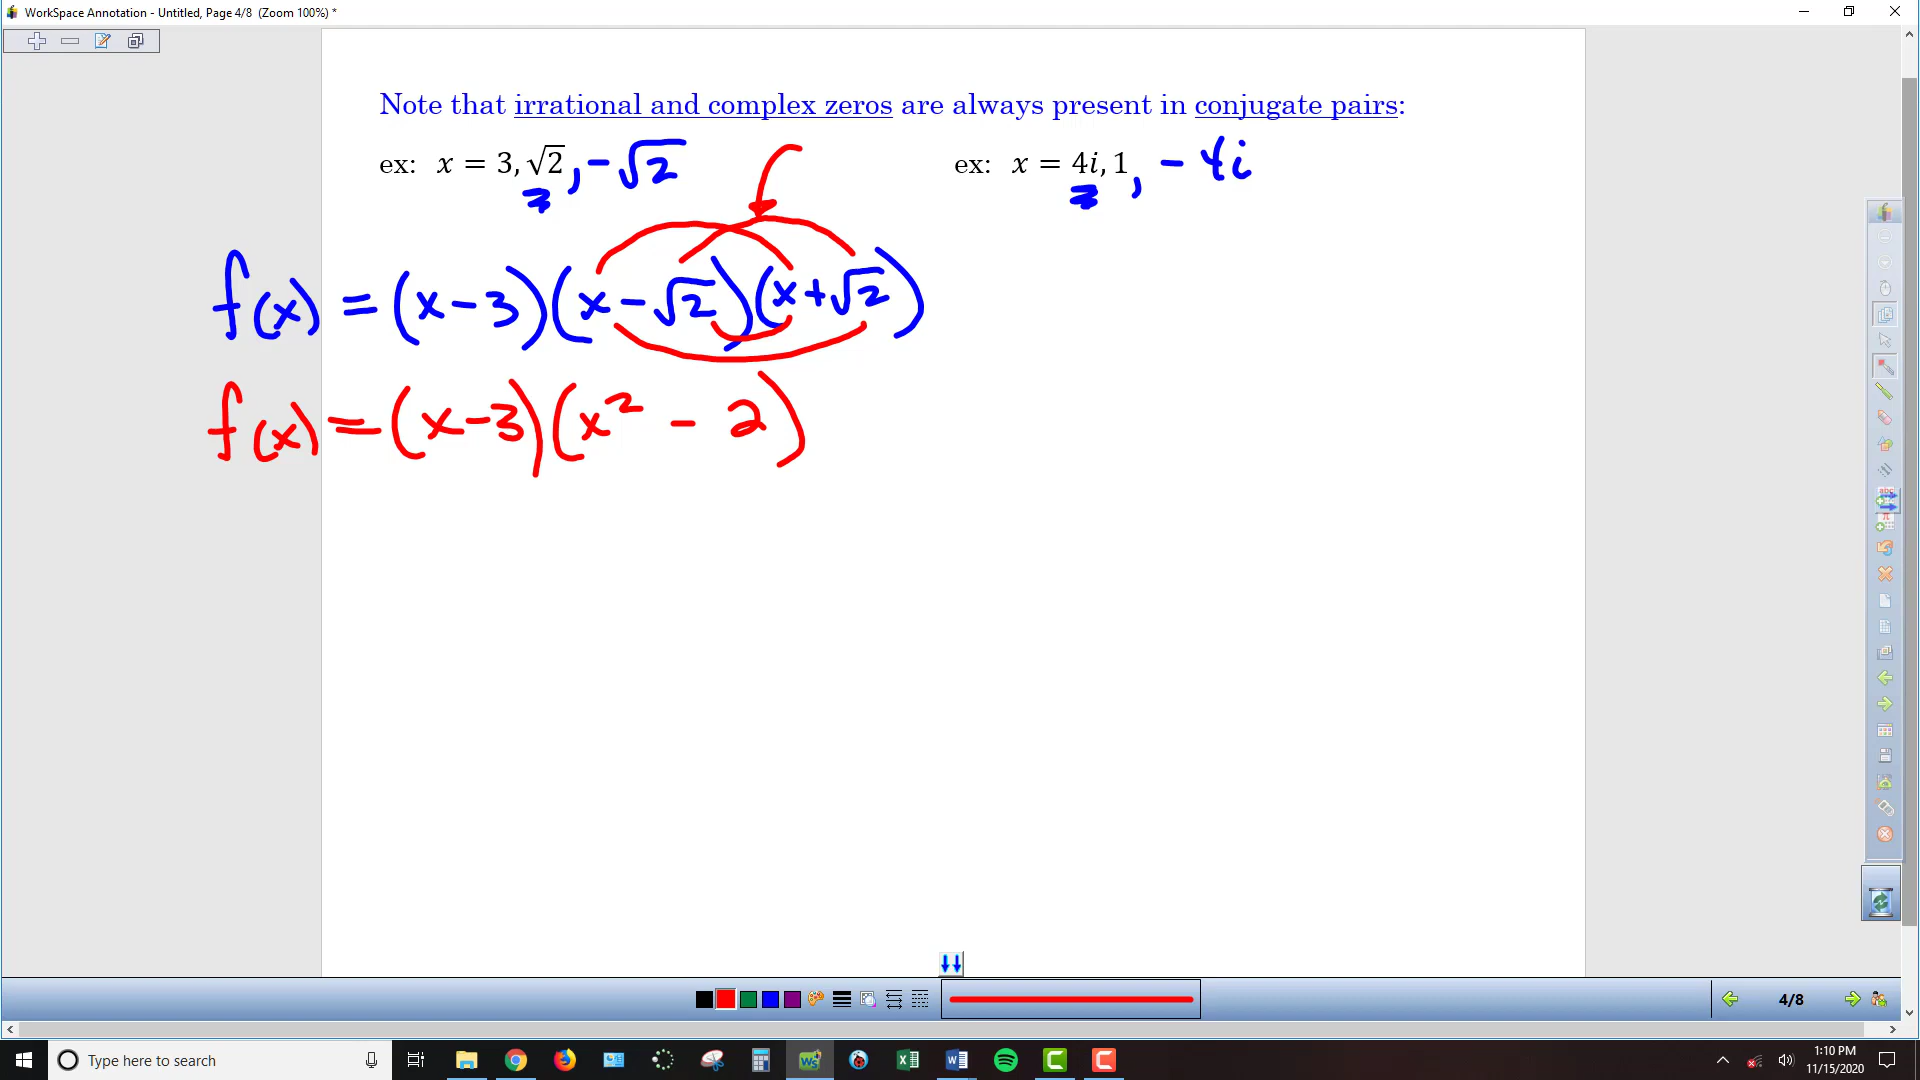 WorkSpace Annotation - Untitled, Page 4/8 (Zoom 100%) *
Note that irrational and complex zeros are always present in conjugate pairs:
ex: x = 3, √2, -√2
ex: x = 4i, 1, -4i
f(x) = (x-3)(x-√2)(x+√2)
f(x) = (x-3)(x² - 2)
4/8
Type here to search
1:10 PM
11/15/2020